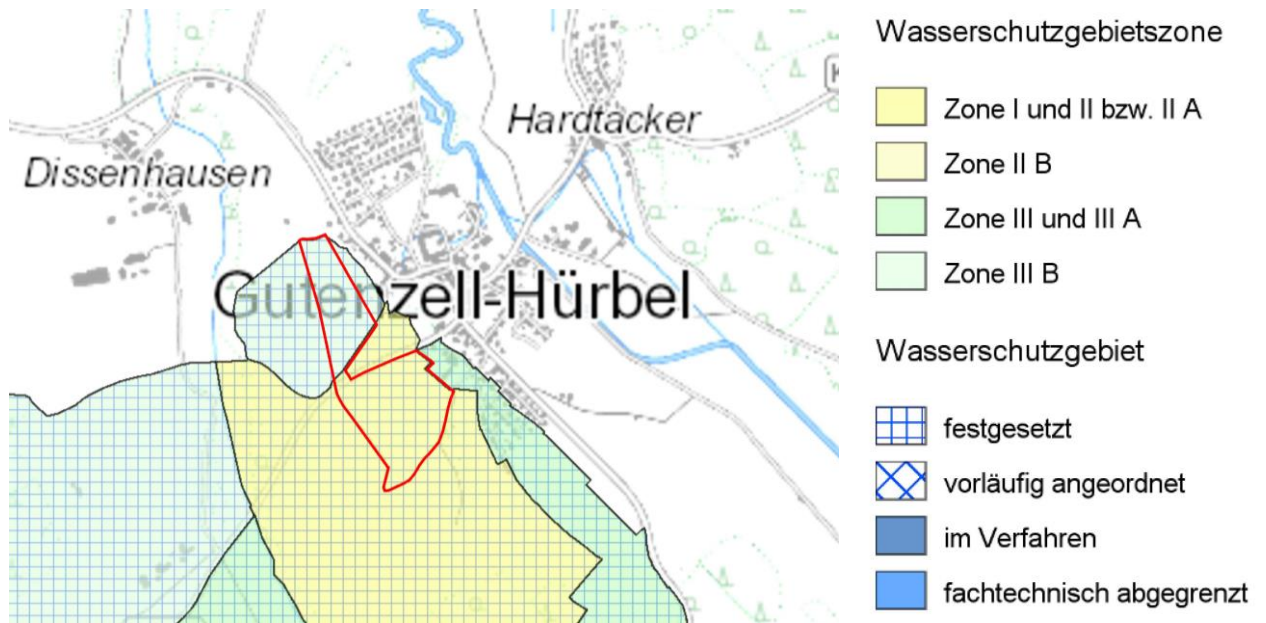 Hardtacker
Dissenhausen
Gutenzell-Hürbel
K
Wasserschutzgebietszone
Zone I und II bzw. II A
Zone II B
Zone III und III A
Zone III B
Wasserschutzgebiet
festgesetzt
vorläufig angeordnet
im Verfahren
fachtechnisch abgegrenzt